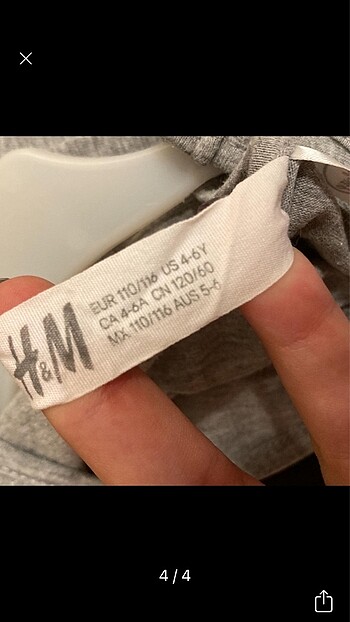 H&M
EUR 110/116 US 4-6Y
CA 4-6A CN 120/60
MX 110/116 AUS 5-6
4 / 4